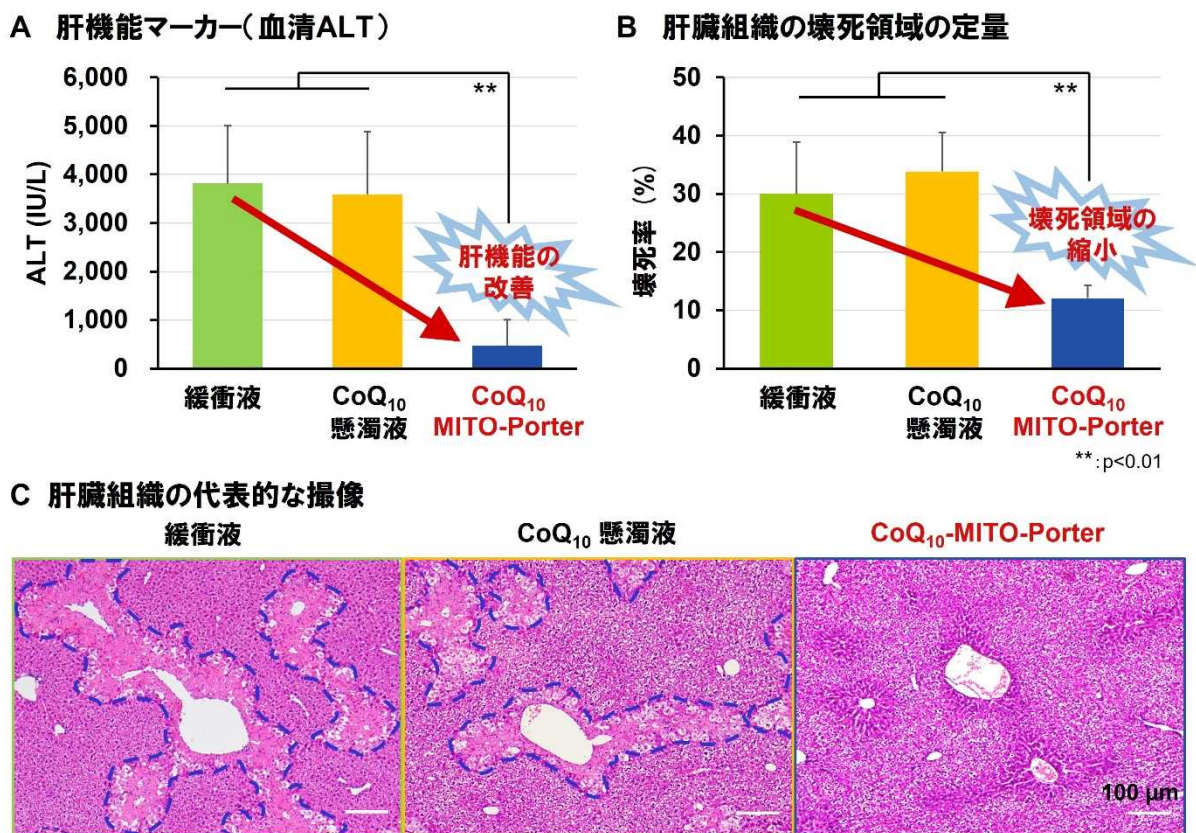 A 肝機能マーカー(血清ALT)
6,000
5,000
4,000
3,000
2,000
1,000
0
ALT (IU/L)
**
肝機能の
改善
緩衝液
CoQ10
懸濁液
CoQ10
MITO-Porter
B 肝臓組織の壊死領域の定量
50
40
30
20
10
0
壊死率 (%)
**
壊死領域の
縮小
緩衝液
CoQ10
懸濁液
CoQ10
MITO-Porter
**:p<0.01
C 肝臓組織の代表的な撮像
緩衝液
CoQ10 懸濁液
CoQ10-MITO-Porter
100 μm